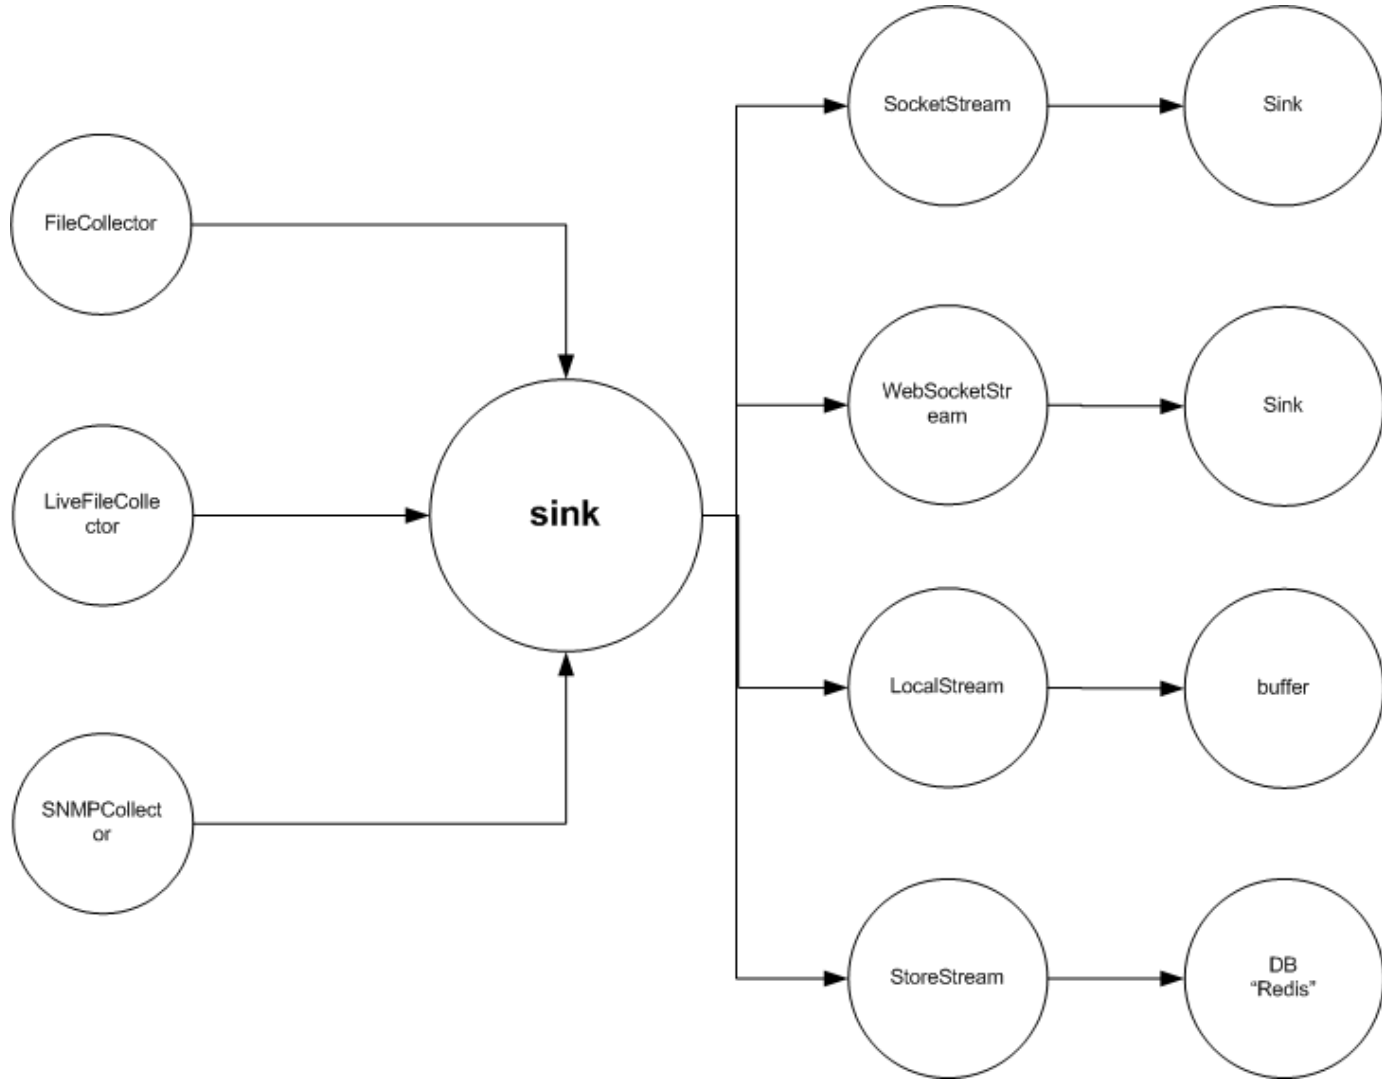 FileCollector
LiveFileColle
ctor
SNMPCollect
or
sink
SocketStream
Sink
WebSocketStr
eam
Sink
LocalStream
buffer
StoreStream
DB
“Redis”